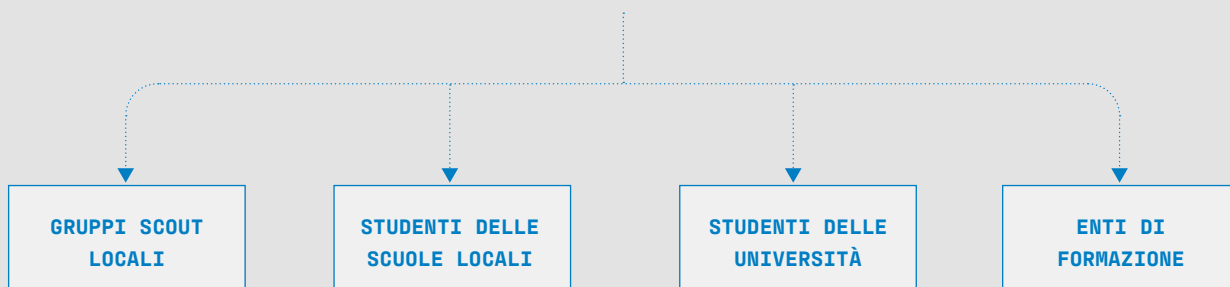 GRUPPI SCOUT
LOCALI
STUDENTI DELLE
SCUOLE LOCALI
STUDENTI DELLE
UNIVERSITÀ
ENTI DI
FORMAZIONE